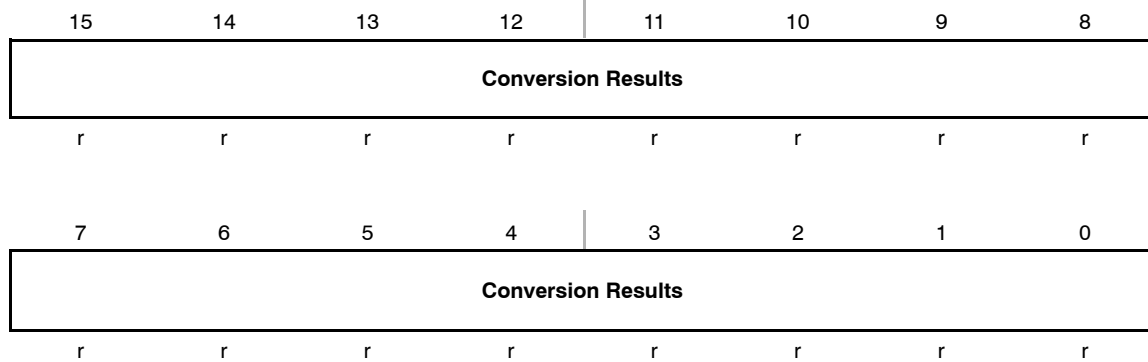 15 14 13 12 11 10 9 8
Conversion Results
r r r r r r r r
7 6 5 4 3 2 1 0
Conversion Results
r r r r r r r r